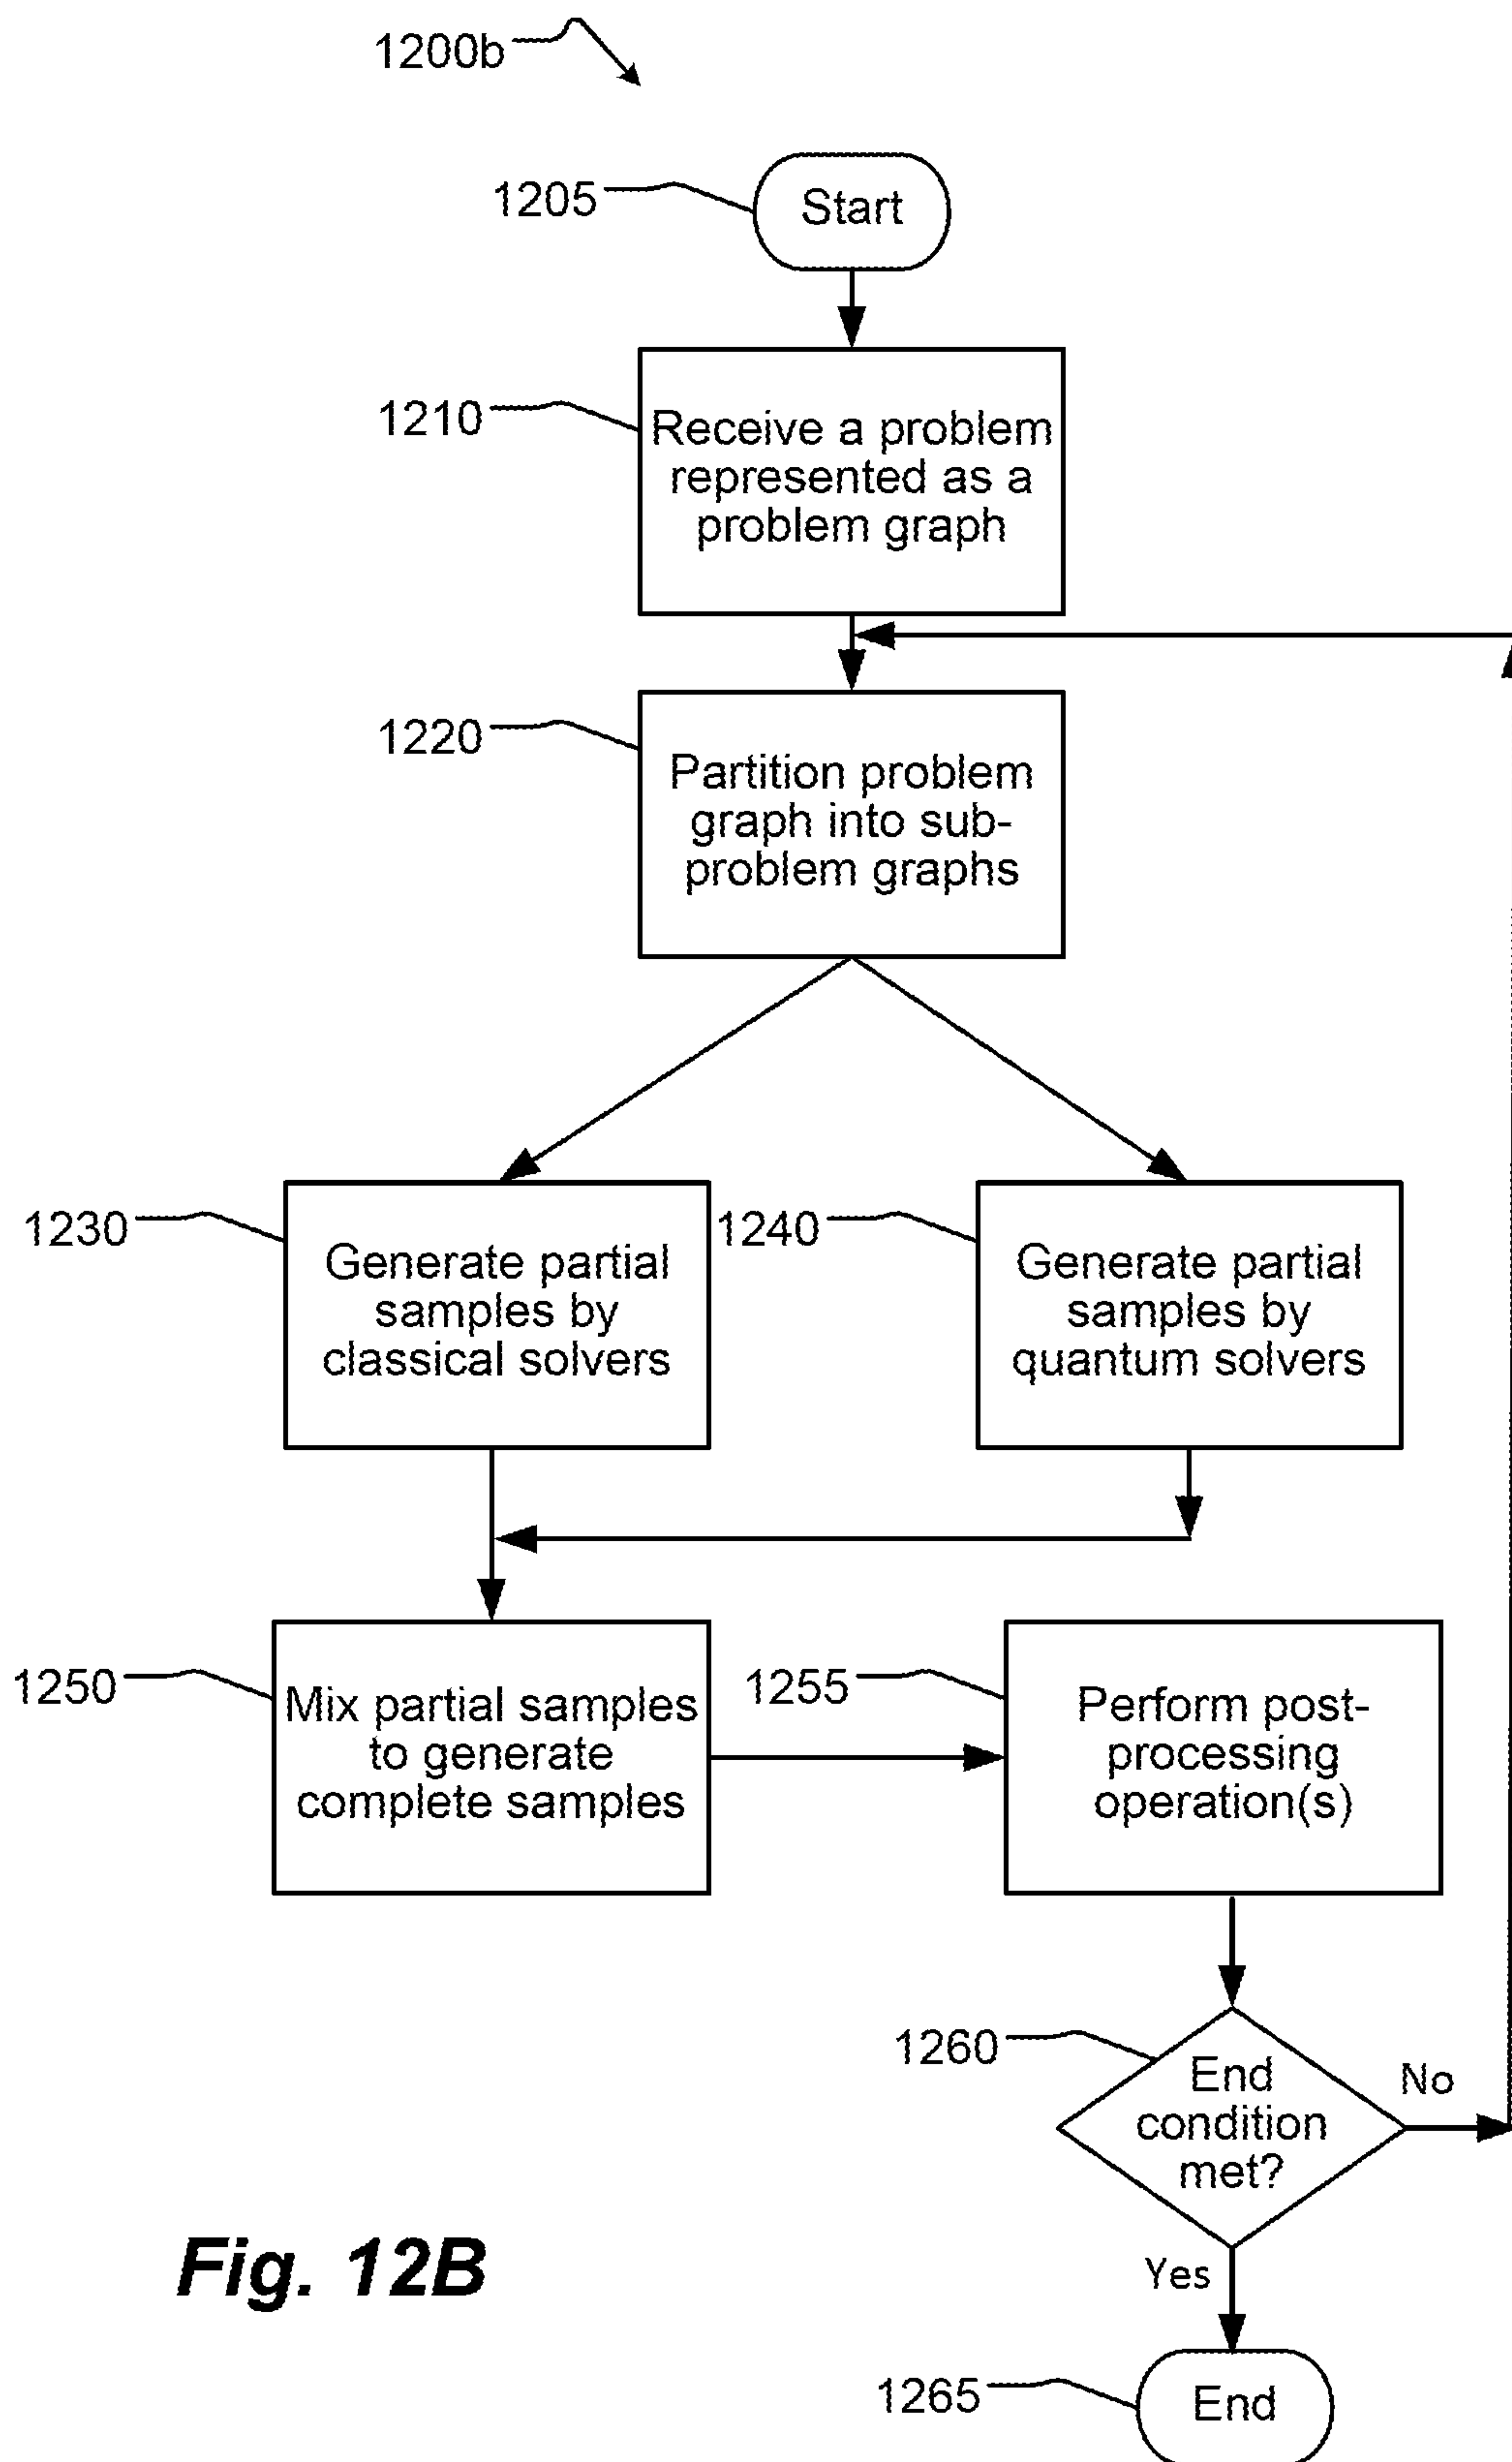 1200b
1205
Start
1210
Receive a problem
represented as a
problem graph
1220
Partition problem
graph into sub-
problem graphs
1230
Generate partial
samples by
classical solvers
1240
Generate partial
samples by
quantum solvers
1250
Mix partial samples
to generate
complete samples
1255
Perform post-
processing
operation(s)
1260
End
condition
met?
No
Yes
Fig. 12B
1265
End